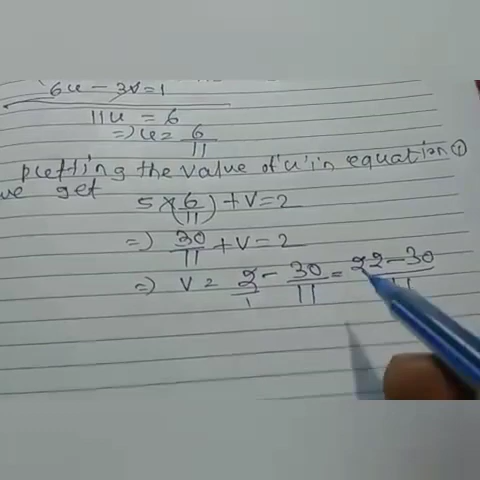 6u - 3v = 1
11u = 6
=> u = 6/11
putting the value of 'u' in equation ①
we get
5 × (6/11) + v = 2
=> 30/11 + v = 2
=> v = 2/1 - 30/11 = 22-30/11